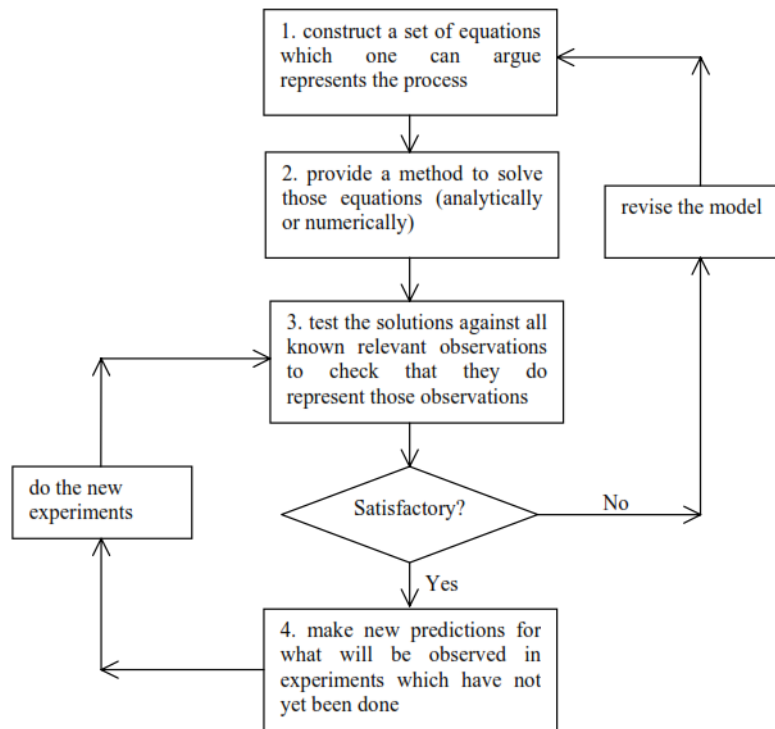 1. construct a set of equations
which one can argue
represents the process
2. provide a method to solve
those equations (analytically
or numerically)
revise the model
3. test the solutions against all
known relevant observations
to check that they do
represent those observations
do the new
experiments
Satisfactory?
No
Yes
4. make new predictions for
what will be observed in
experiments which have not
yet been done